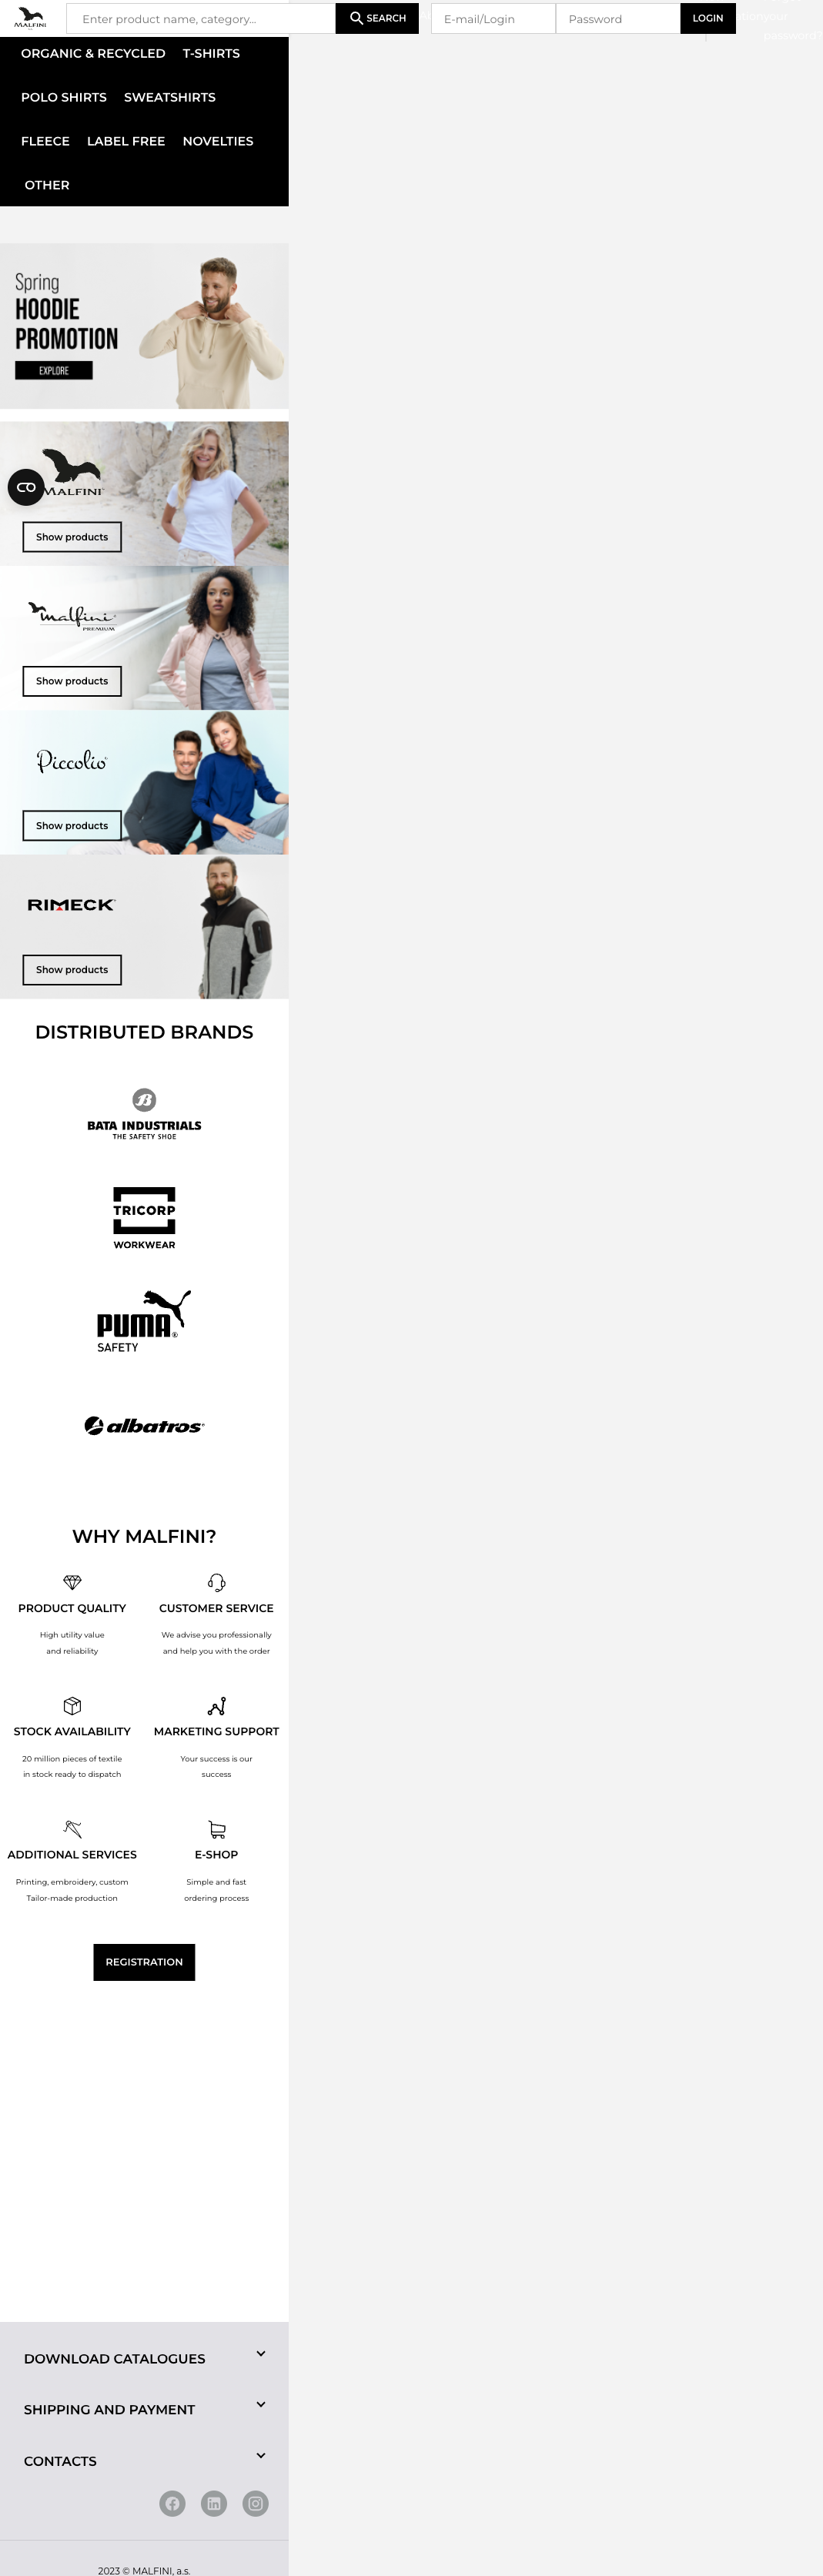 MALFINI
Enter product name, category...
SEARCH
E-mail/Login
Password
LOGIN
ORGANIC & RECYCLED T-SHIRTS
POLO SHIRTS SWEATSHIRTS
FLEECE LABEL FREE NOVELTIES
OTHER
Spring
HOODIE
PROMOTION
EXPLORE
MALFINI
Show products
malfini®
PREMIUM
Show products
Piccolio®
Show products
RIMECK®
Show products
DISTRIBUTED BRANDS
B
BATA INDUSTRIALS
THE SAFETY SHOE
TRICORP
WORKWEAR
PUMA®
SAFETY
albatros®
WHY MALFINI?
PRODUCT QUALITY
High utility value
and reliability
CUSTOMER SERVICE
We advise you professionally
and help you with the order
STOCK AVAILABILITY
20 million pieces of textile
in stock ready to dispatch
MARKETING SUPPORT
Your success is our
success
ADDITIONAL SERVICES
Printing, embroidery, custom
Tailor-made production
E-SHOP
Simple and fast
ordering process
REGISTRATION
DOWNLOAD CATALOGUES
SHIPPING AND PAYMENT
CONTACTS
2023 © MALFINI, a.s.